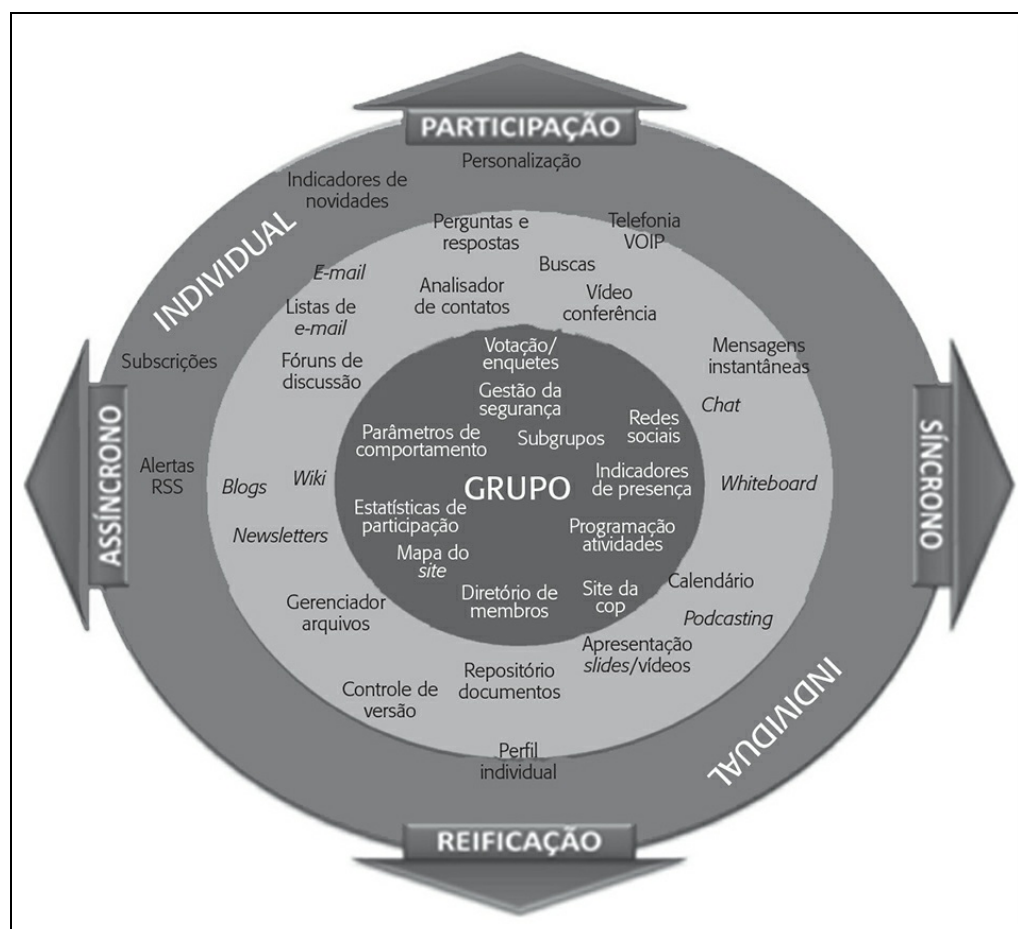 PARTICIPAÇÃO
Personalização
Indicadores de
novidades
INDIVIDUAL
Perguntas e
respostas
Telefonia
VOIP
E-mail
Buscas
Analisador
de contatos
Vídeo
conferência
Listas de
e-mail
Fóruns de
discussão
Subscrições
Votação/
enquetes
Mensagens
instantâneas
Gestão da
segurança
Chat
Redes
sociais
Parâmetros de
comportamento
Subgrupos
ASSÍNCRONO
SÍNCRONO
Alertas
RSS
Blogs
Wiki
GRUPO
Indicadores
de presença
Whiteboard
Estatísticas de
participação
Newsletters
Programação
atividades
Mapa do
site
Diretório de
membros
Site da
cop
Calendário
Gerenciador
arquivos
Podcasting
Apresentação
slides/vídeos
Repositório
documentos
Controle de
versão
INDIVIDUAL
Perfil
individual
REIFICAÇÃO